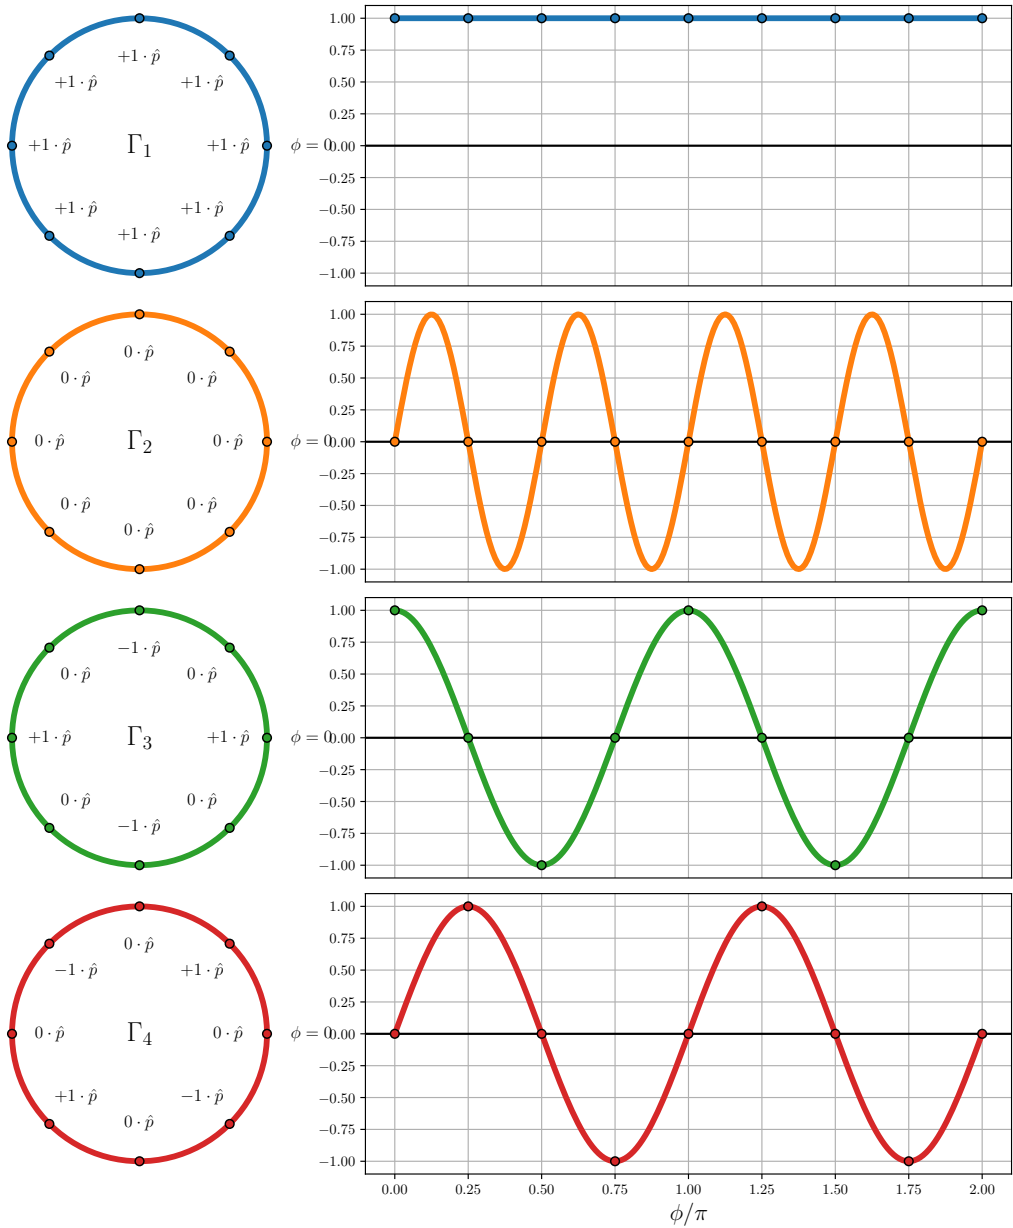 +1 · p̂
+1 · p̂ +1 · p̂
+1 · p̂ Γ₁ +1 · p̂ ϕ = 0
+1 · p̂ +1 · p̂
+1 · p̂
1.00
0.75
0.50
0.25
0.00
−0.25
−0.50
−0.75
−1.00
0 · p̂
0 · p̂ 0 · p̂
0 · p̂ Γ₂ 0 · p̂ ϕ = 0
0 · p̂ 0 · p̂
0 · p̂
1.00
0.75
0.50
0.25
0.00
−0.25
−0.50
−0.75
−1.00
−1 · p̂
0 · p̂ 0 · p̂
+1 · p̂ Γ₃ +1 · p̂ ϕ = 0
0 · p̂ 0 · p̂
−1 · p̂
1.00
0.75
0.50
0.25
0.00
−0.25
−0.50
−0.75
−1.00
0 · p̂
−1 · p̂ +1 · p̂
0 · p̂ Γ₄ 0 · p̂ ϕ = 0
+1 · p̂ −1 · p̂
0 · p̂
1.00
0.75
0.50
0.25
0.00
−0.25
−0.50
−0.75
−1.00
0.00 0.25 0.50 0.75 1.00 1.25 1.50 1.75 2.00
ϕ/π